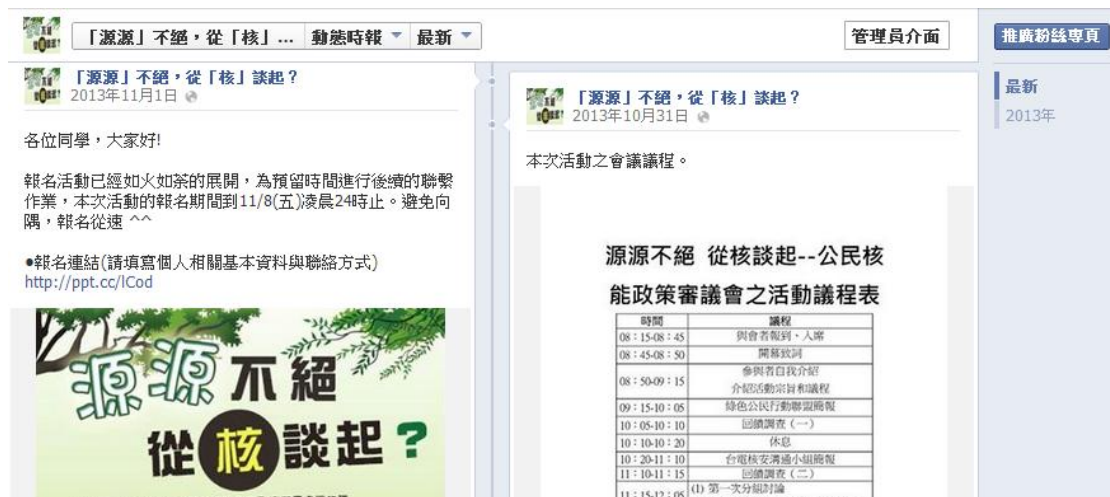 「源源」不絕，從「核」... 動態時報 最新 管理員介面 推廣粉絲專頁
「源源」不絕，從「核」談起？
2013年11月1日
各位同學，大家好!
報名活動已經如火如荼的展開，為預留時間進行後續的聯繫
作業，本次活動的報名期間到11/8(五)凌晨24時止。避免向
隅，報名從速 ^^
●報名連結(請填寫個人相關基本資料與聯絡方式)
http://ppt.cc/lCod
源源不絕
從核談起？
「源源」不絕，從「核」談起？
2013年10月31日
本次活動之會議議程。
源源不絕 從核談起--公民核
能政策審議會之活動議程表
時間 議程
08：15-08：45 與會者報到、入席
08：45-08：50 開幕致詞
08：50-09：15 參與者自我介紹
介紹活動宗旨和議程
09：15-10：05 綠色公民行動聯盟簡報
10：05-10：10 回饋調查（一）
10：10-10：20 休息
10：20-11：10 台電核安溝通小組簡報
11：10-11：15 回饋調查（二）
11：15-12：05 (1) 第一次分組討論
最新
2013年